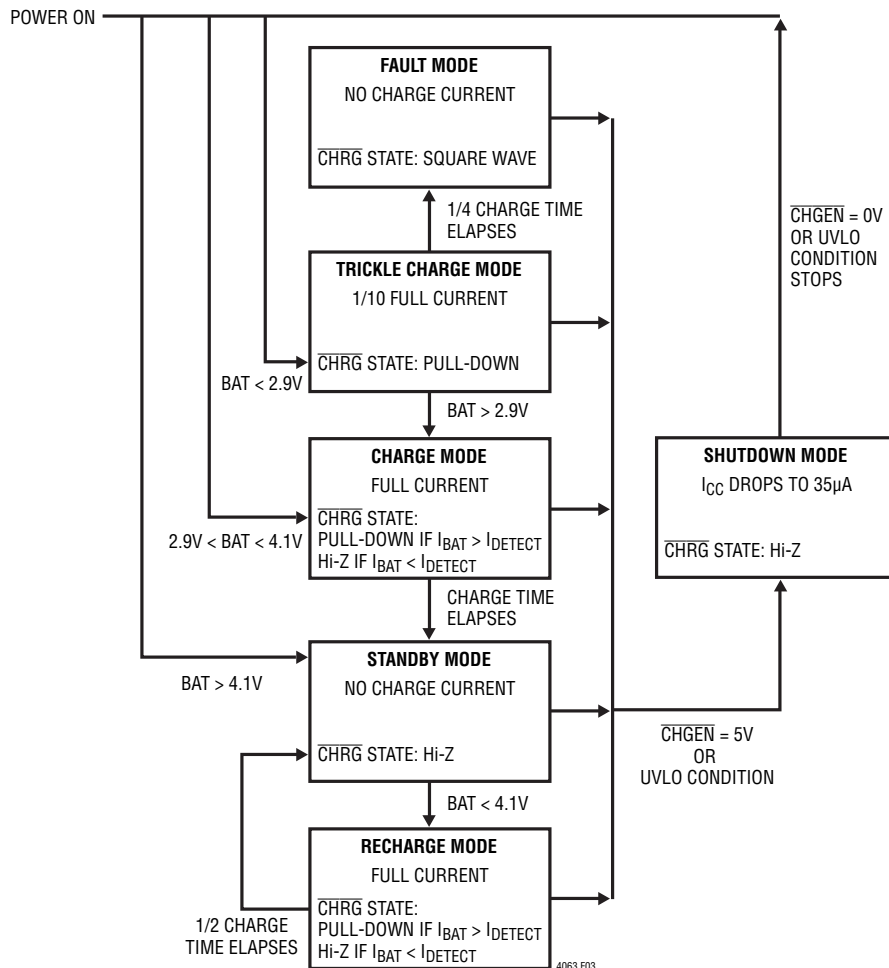 POWER ON
FAULT MODE
NO CHARGE CURRENT
CHRG STATE: SQUARE WAVE
1/4 CHARGE TIME
ELAPSES
TRICKLE CHARGE MODE
1/10 FULL CURRENT
CHRG STATE: PULL-DOWN
BAT < 2.9V
BAT > 2.9V
CHARGE MODE
FULL CURRENT
CHRG STATE:
PULL-DOWN IF IBAT > IDETECT
Hi-Z IF IBAT < IDETECT
2.9V < BAT < 4.1V
CHARGE TIME
ELAPSES
STANDBY MODE
NO CHARGE CURRENT
CHRG STATE: Hi-Z
BAT > 4.1V
BAT < 4.1V
RECHARGE MODE
FULL CURRENT
CHRG STATE:
PULL-DOWN IF IBAT > IDETECT
Hi-Z IF IBAT < IDETECT
1/2 CHARGE
TIME ELAPSES
CHGEN = 0V
OR UVLO
CONDITION
STOPS
SHUTDOWN MODE
ICC DROPS TO 35µA
CHRG STATE: Hi-Z
CHGEN = 5V
OR
UVLO CONDITION
4063 F03